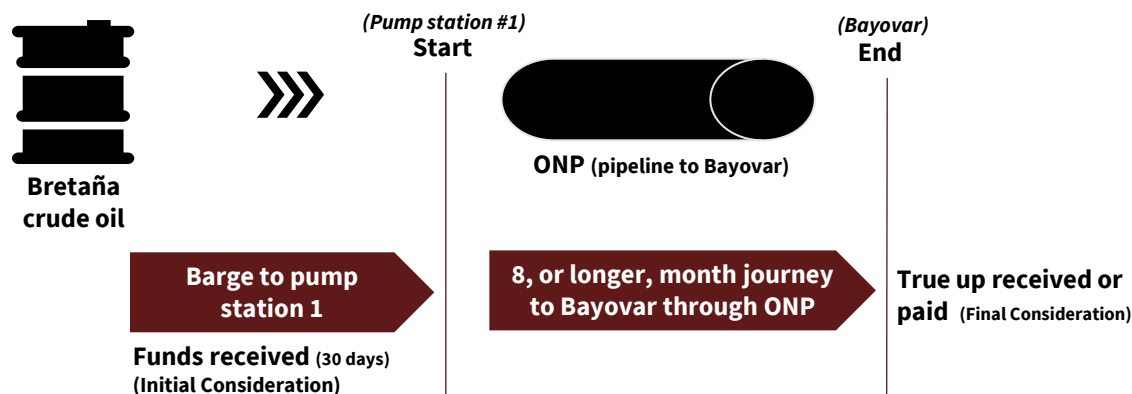 (Pump station #1)
Start
(Bayovar)
End
Bretaña
crude oil
ONP (pipeline to Bayovar)
Barge to pump
station 1
8, or longer, month journey
to Bayovar through ONP
True up received or
paid (Final Consideration)
Funds received (30 days)
(Initial Consideration)